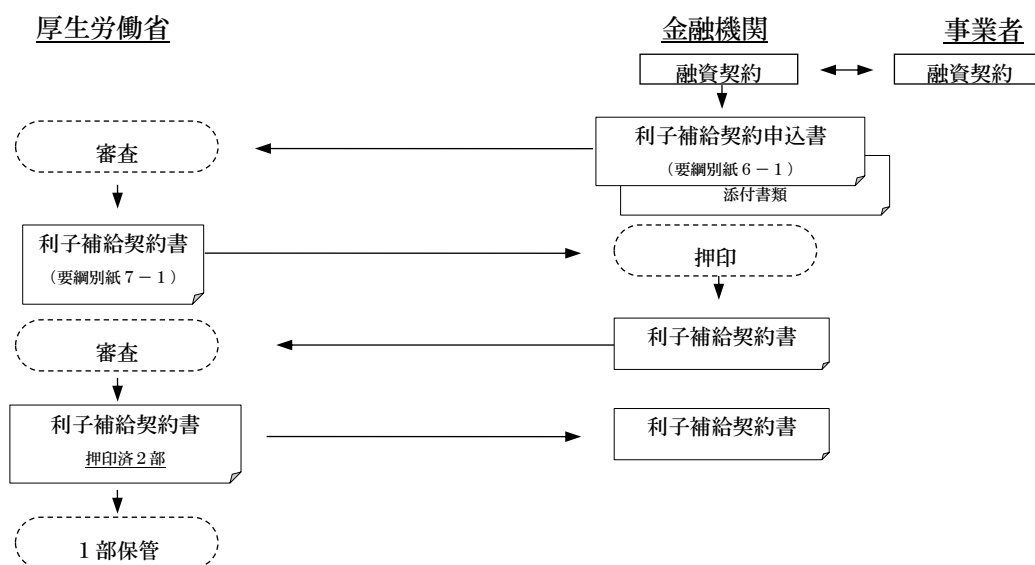 厚生労働省
金融機関
事業者
融資契約
融資契約
利子補給契約申込書
（要綱別紙６－１）
添付書類
審査
利子補給契約書
（要綱別紙７－１）
押印
審査
利子補給契約書
利子補給契約書
押印済２部
利子補給契約書
１部保管